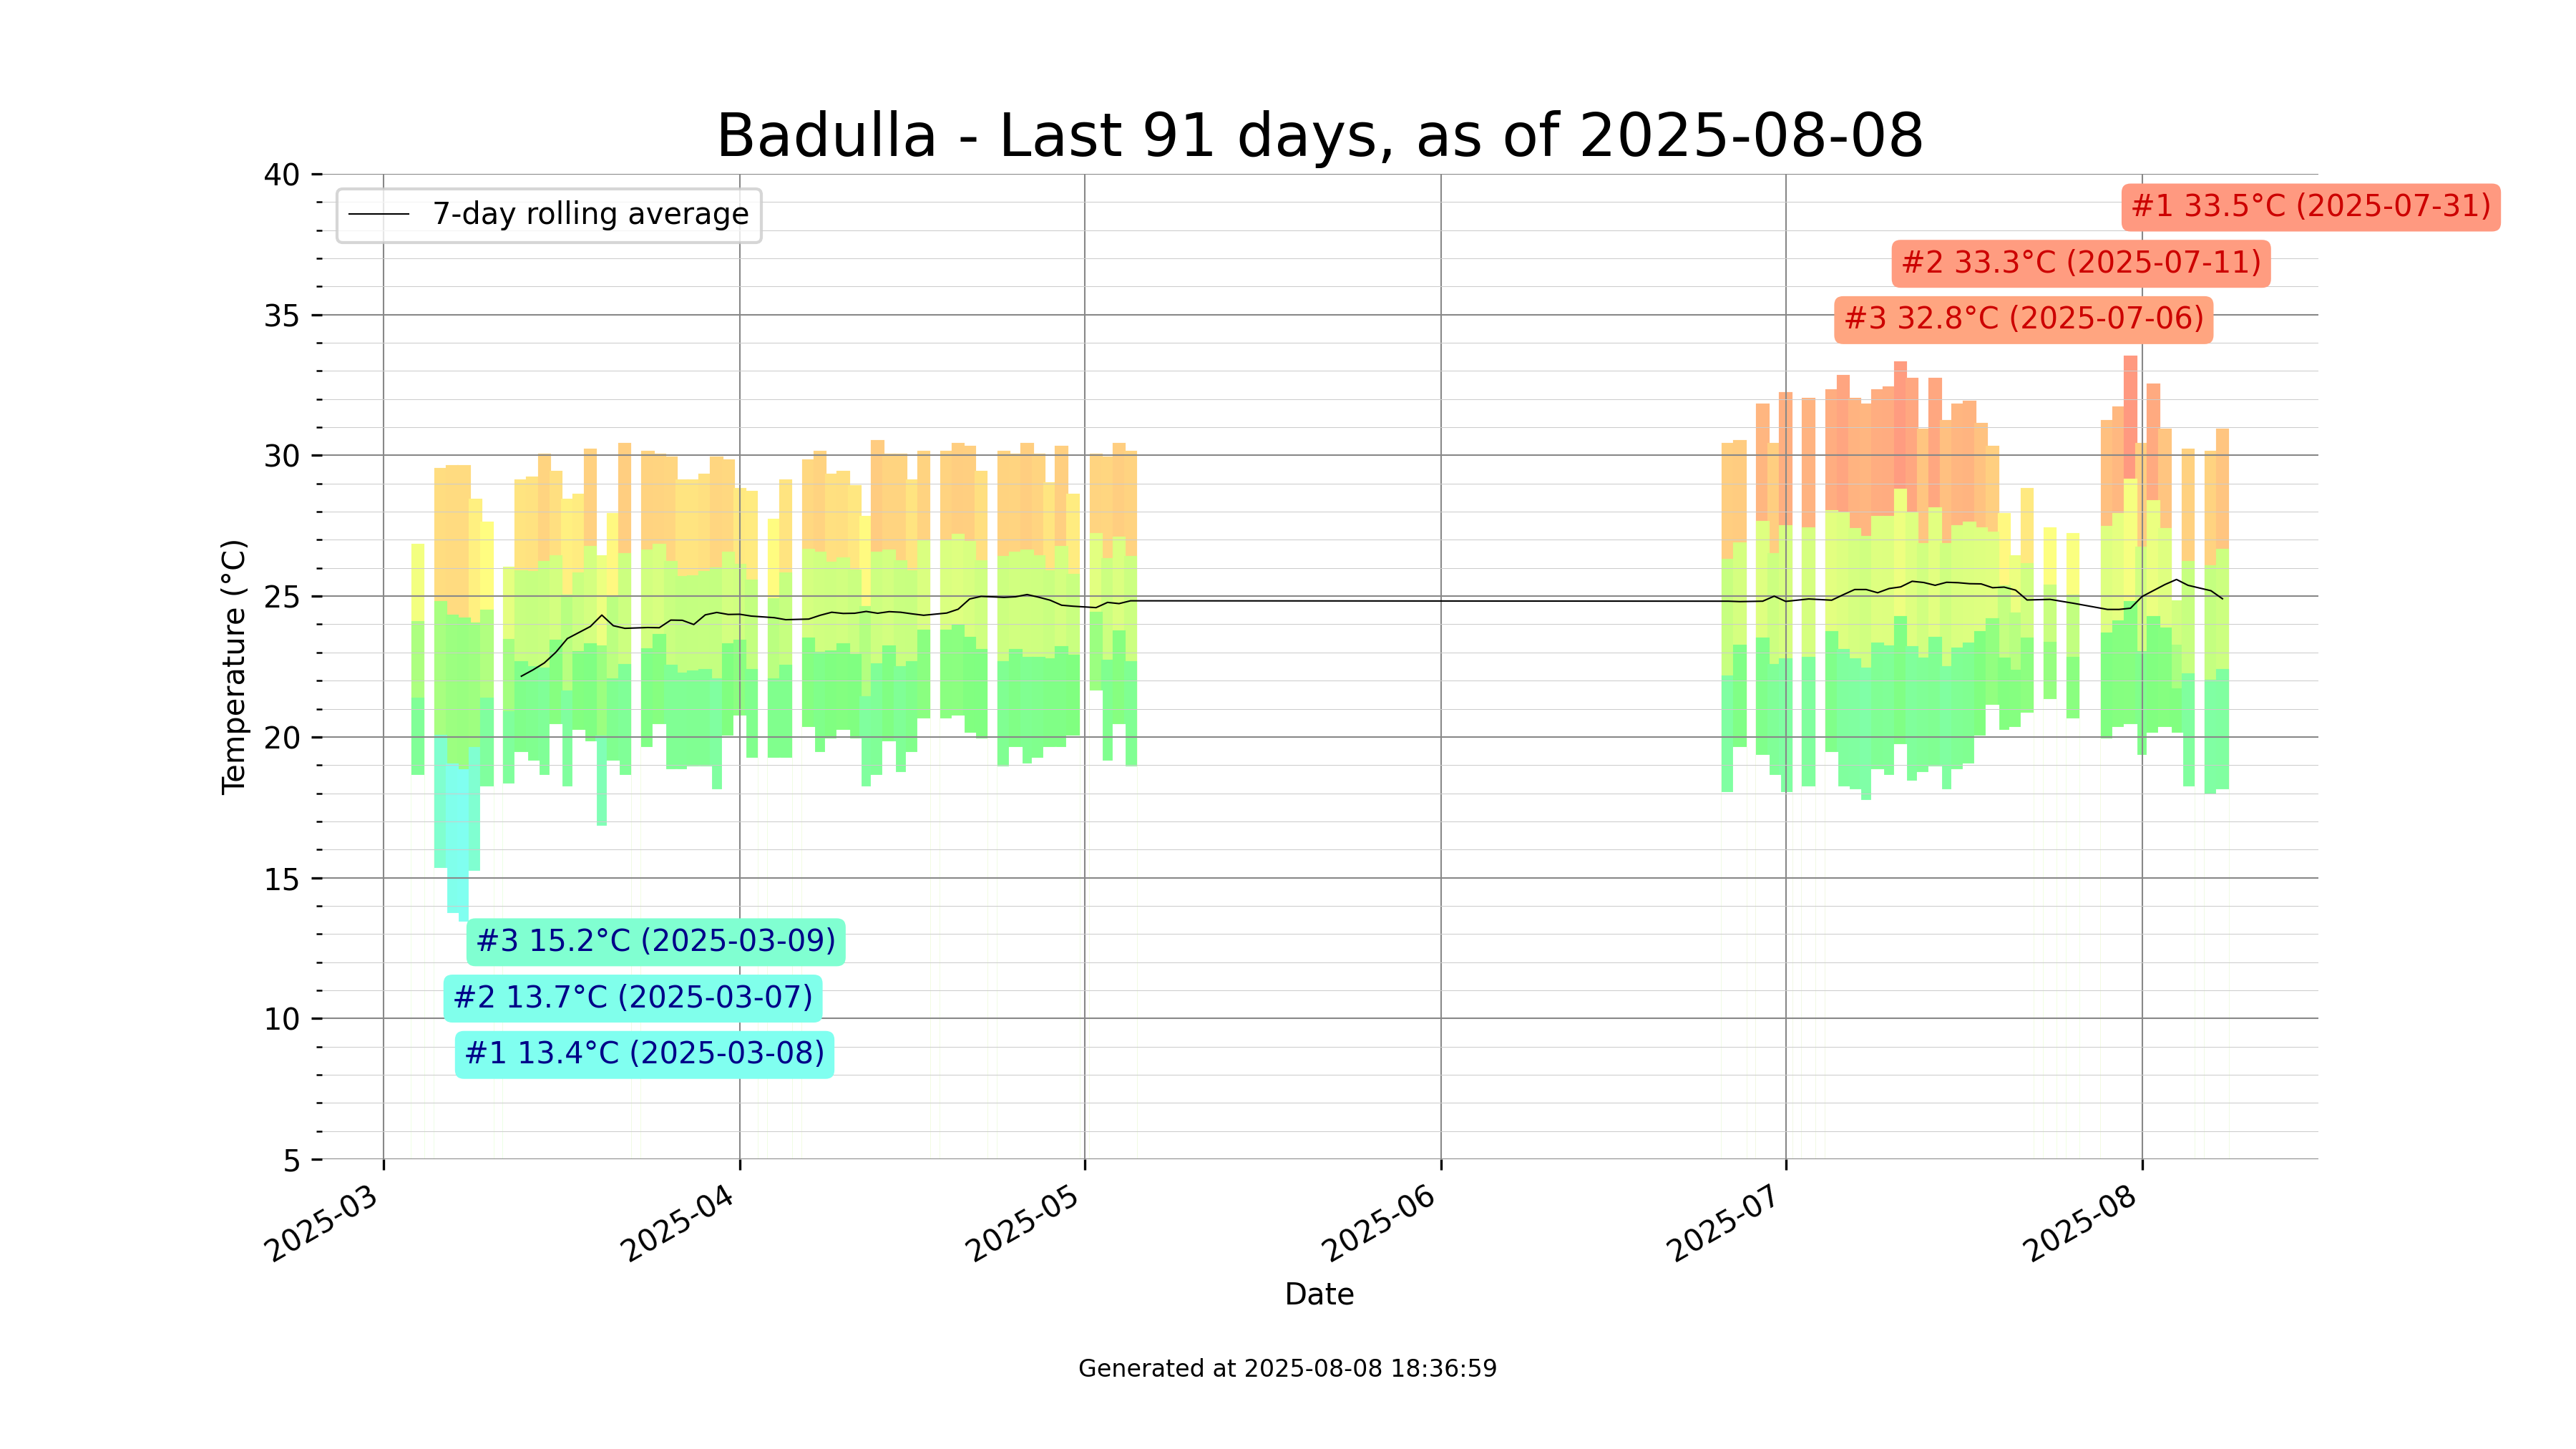 Badulla - Last 91 days, as of 2025-08-08
7-day rolling average
#1 33.5°C (2025-07-31)
#2 33.3°C (2025-07-11)
#3 32.8°C (2025-07-06)
#3 15.2°C (2025-03-09)
#2 13.7°C (2025-03-07)
#1 13.4°C (2025-03-08)
Temperature (°C)
40
35
30
25
20
15
10
5
2025-03
2025-04
2025-05
2025-06
2025-07
2025-08
Date
Generated at 2025-08-08 18:36:59